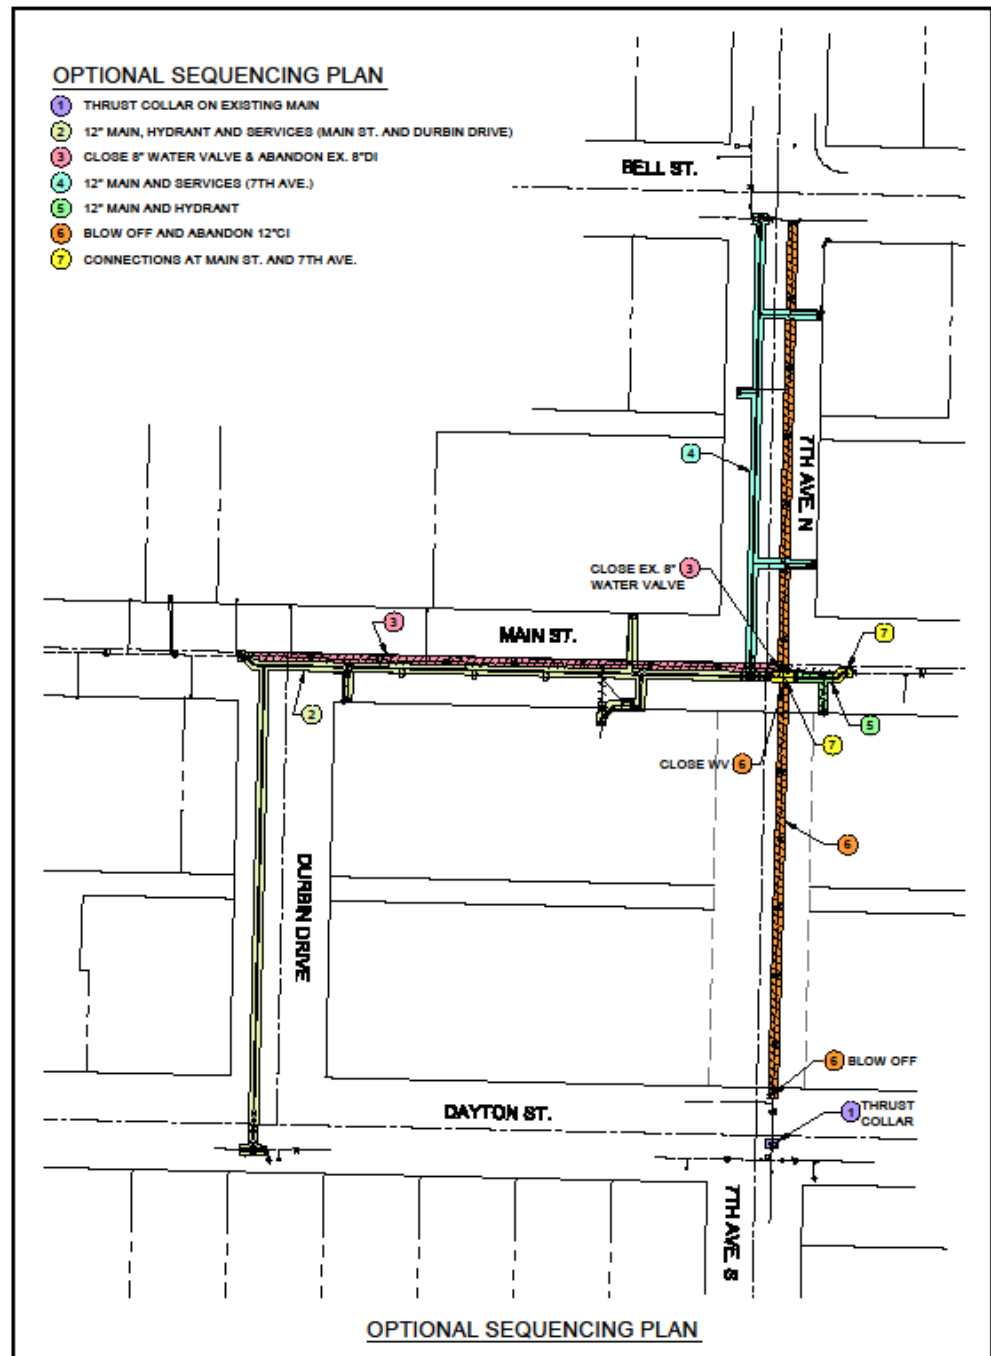 OPTIONAL SEQUENCING PLAN
1 THRUST COLLAR ON EXISTING MAIN
2 12" MAIN, HYDRANT AND SERVICES (MAIN ST. AND DURBIN DRIVE)
3 CLOSE 8" WATER VALVE & ABANDON EX. 8"DI
4 12" MAIN AND SERVICES (7TH AVE.)
5 12" MAIN AND HYDRANT
6 BLOW OFF AND ABANDON 12"CI
7 CONNECTIONS AT MAIN ST. AND 7TH AVE.
BELL ST.
4
7TH AVE. N
CLOSE EX. 8" 3
WATER VALVE
3
MAIN ST.
7
2
5
7
CLOSE WV 6
6
DURBIN DRIVE
6 BLOW OFF
DAYTON ST.
1 THRUST
COLLAR
7TH AVE. S
OPTIONAL SEQUENCING PLAN